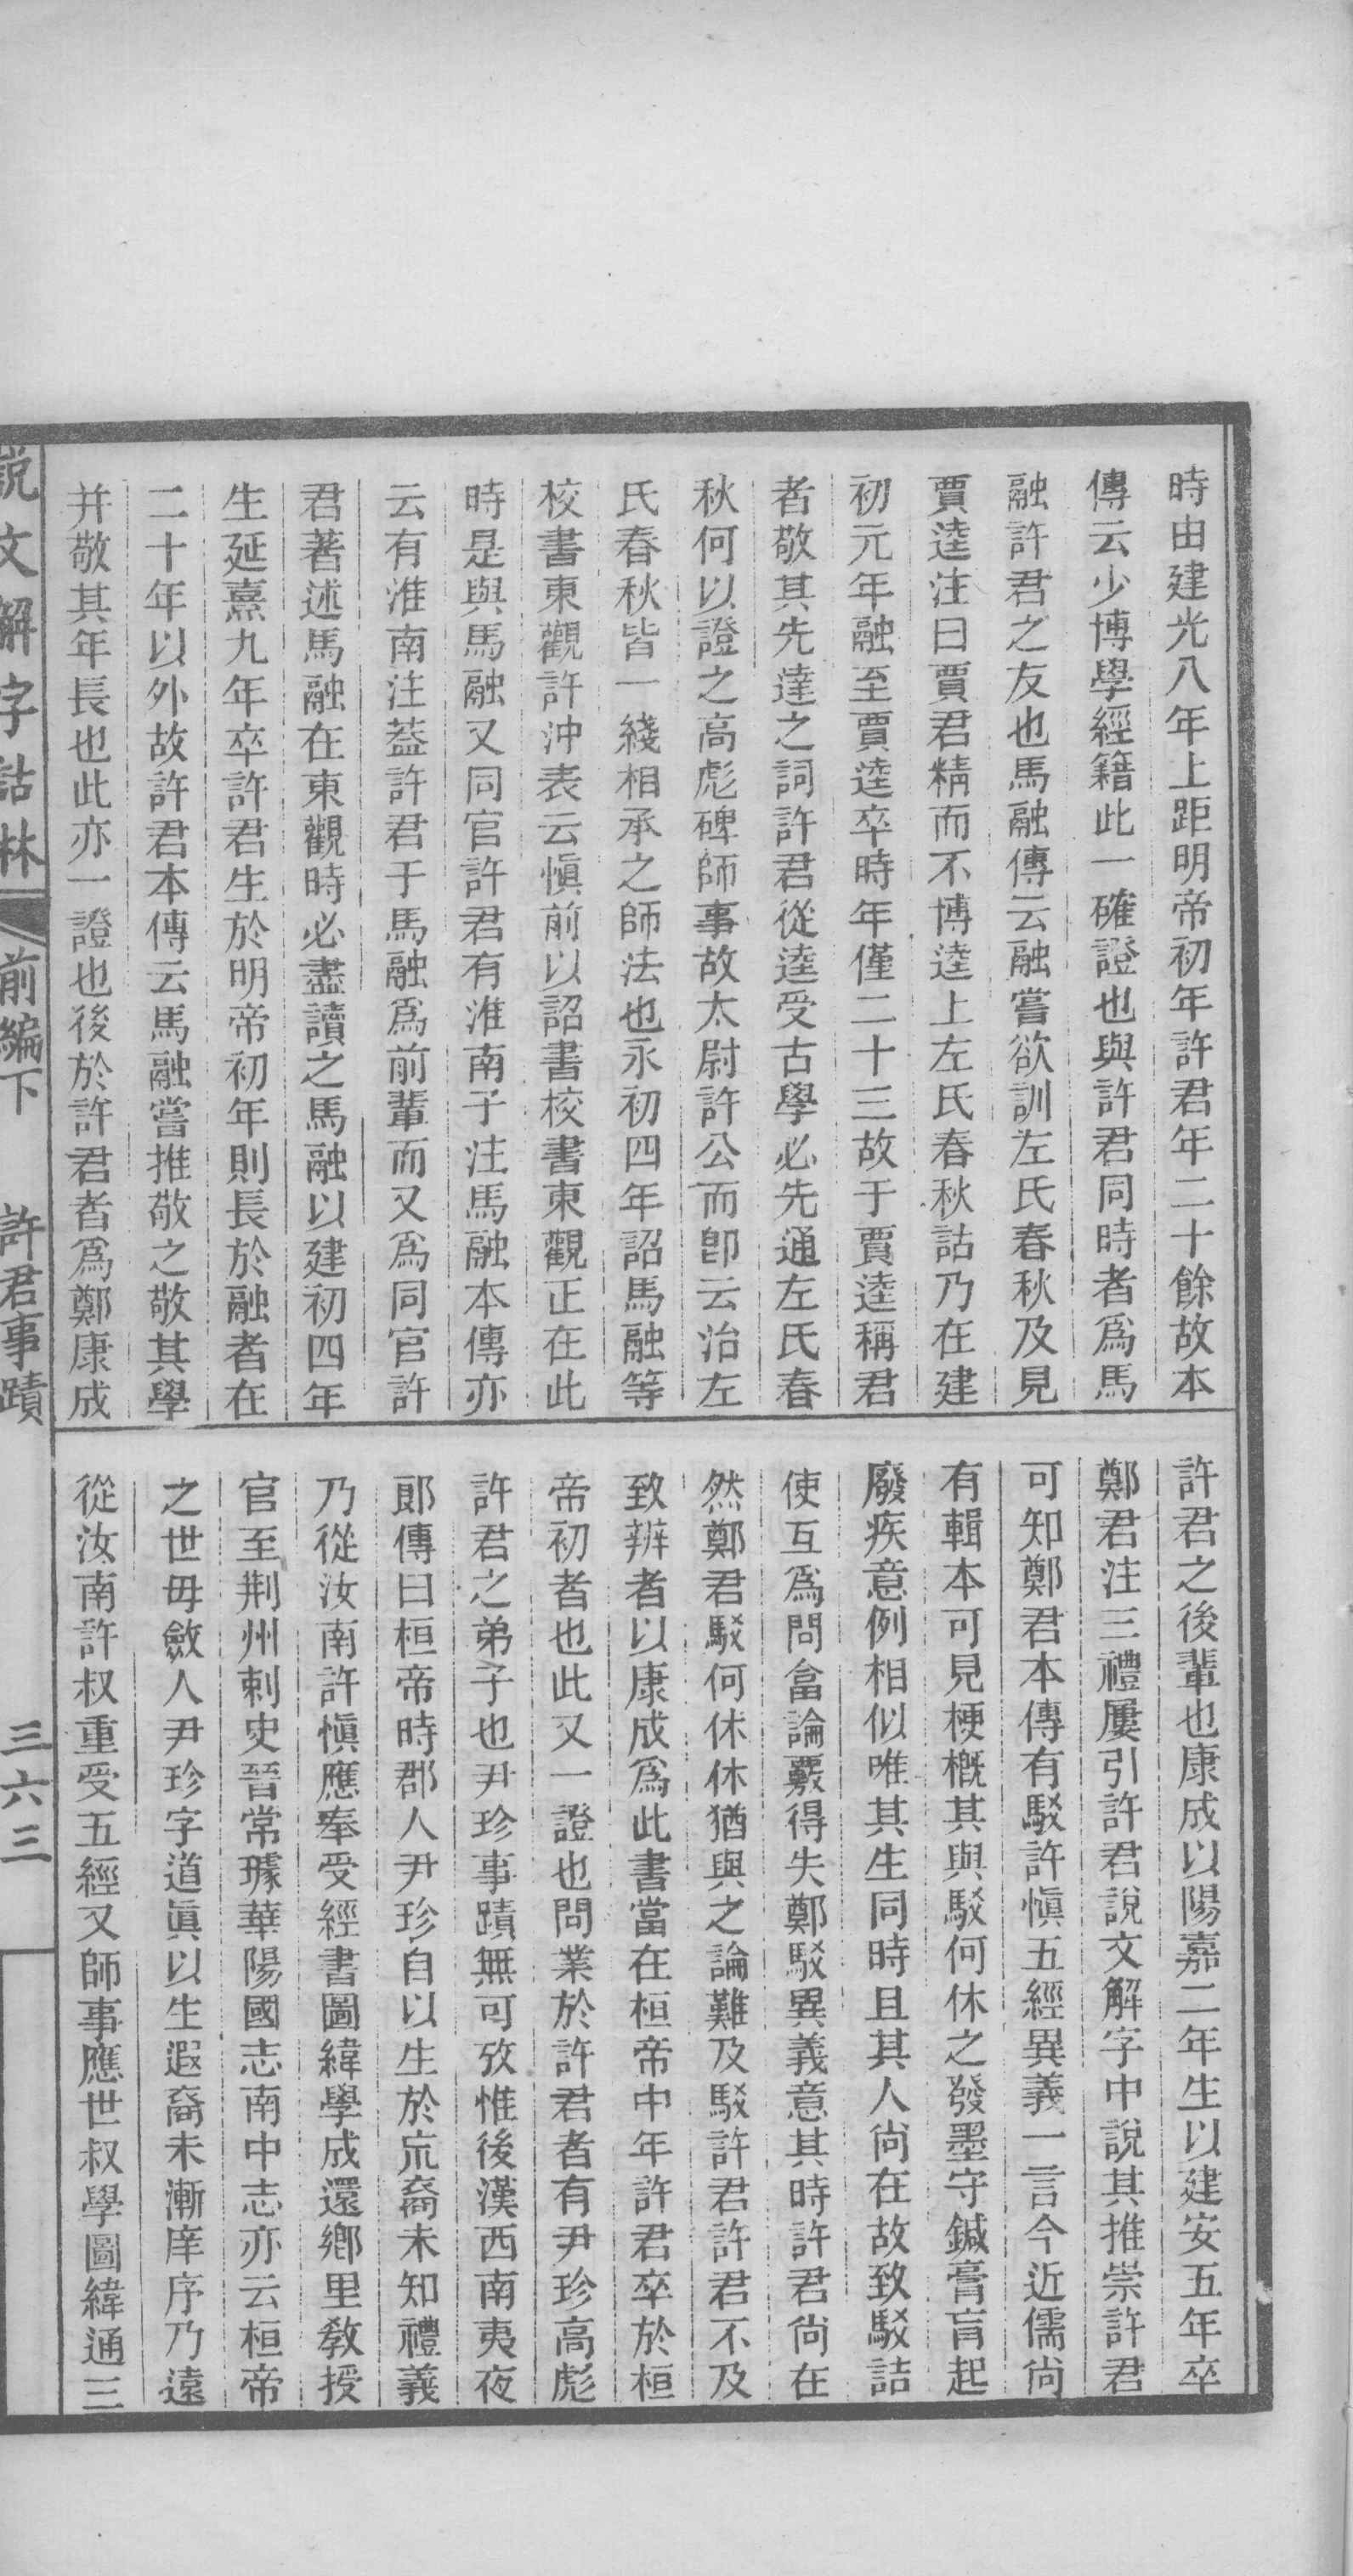 時由建光八年上距明帝初年許君年二十餘故本
傳云少博學經籍此一確證也與許君同時者爲馬
融許君之友也馬融傳云融嘗欲訓左氏春秋及見
賈逵注曰賈君精而不博逵上左氏春秋詁乃在建
初元年融至賈逵卒時年僅二十三故于賈逵稱君
者敬其先達之詞許君從逵受古學必先通左氏春
秋何以證之高彪碑師事故太尉許公而卽云治左
氏春秋皆一綫相承之師法也永初四年詔馬融等
校書東觀許沖表云愼前以詔書校書東觀正在此
時是與馬融又同官許君有淮南子注馬融本傳亦
云有淮南注葢許君于馬融爲前輩而又爲同官許
君著述馬融在東觀時必盡讀之馬融以建初四年
生延熹九年卒許君生於明帝初年則長於融者在
二十年以外故許君本傳云馬融嘗推敬之敬其學
并敬其年長也此亦一證也後於許君者爲鄭康成
許君之後輩也康成以陽嘉二年生以建安五年卒
鄭君注三禮屢引許君說文解字中說其推崇許君
可知鄭君本傳有駁許愼五經異義一言今近儒尙
有輯本可見梗槪其與駁何休之發墨守鍼膏肓起
廢疾意例相似唯其生同時且其人尙在故致駁詰
使互爲問畣論覈得失鄭駁異義意其時許君尙在
然鄭君駁何休休猶與之論難及駁許君許君不及
致辨者以康成爲此書當在桓帝中年許君卒於桓
帝初者也此又一證也問業於許君者有尹珍高彪
許君之弟子也尹珍事蹟無可攷惟後漢西南夷夜
郞傳曰桓帝時郡人尹珍自以生於㡃裔未知禮義
乃從汝南許愼應奉受經書圖緯學成還鄉里敎授
官至荆州刺史晉常璩華陽國志南中志亦云桓帝
之世毋斂人尹珍字道眞以生遐裔未漸庠序乃遠
從汝南許叔重受五經又師事應世叔學圖緯通三
説文解字詁林 前編下 許君事蹟 三六三